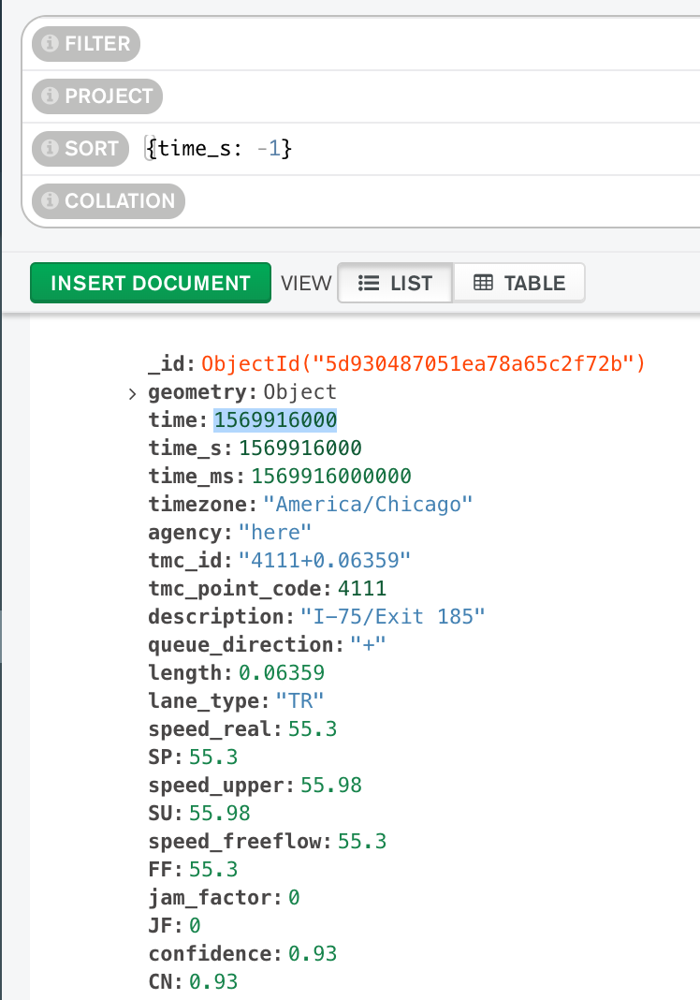 FILTER
PROJECT
SORT {time_s: -1}
COLLATION
INSERT DOCUMENT VIEW LIST TABLE
_id: ObjectId("5d930487051ea78a65c2f72b")
geometry: Object
time: 1569916000
time_s: 1569916000
time_ms: 1569916000000
timezone: "America/Chicago"
agency: "here"
tmc_id: "4111+0.06359"
tmc_point_code: 4111
description: "I-75/Exit 185"
queue_direction: "+"
length: 0.06359
lane_type: "TR"
speed_real: 55.3
SP: 55.3
speed_upper: 55.98
SU: 55.98
speed_freeflow: 55.3
FF: 55.3
jam_factor: 0
JF: 0
confidence: 0.93
CN: 0.93